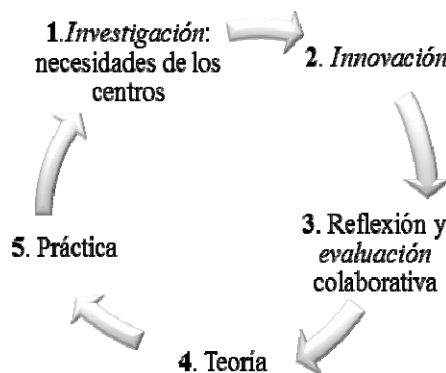 1.Investigación:
necesidades de los
centros
2. Innovación
3. Reflexión y
evaluación
colaborativa
4. Teoría
5. Práctica